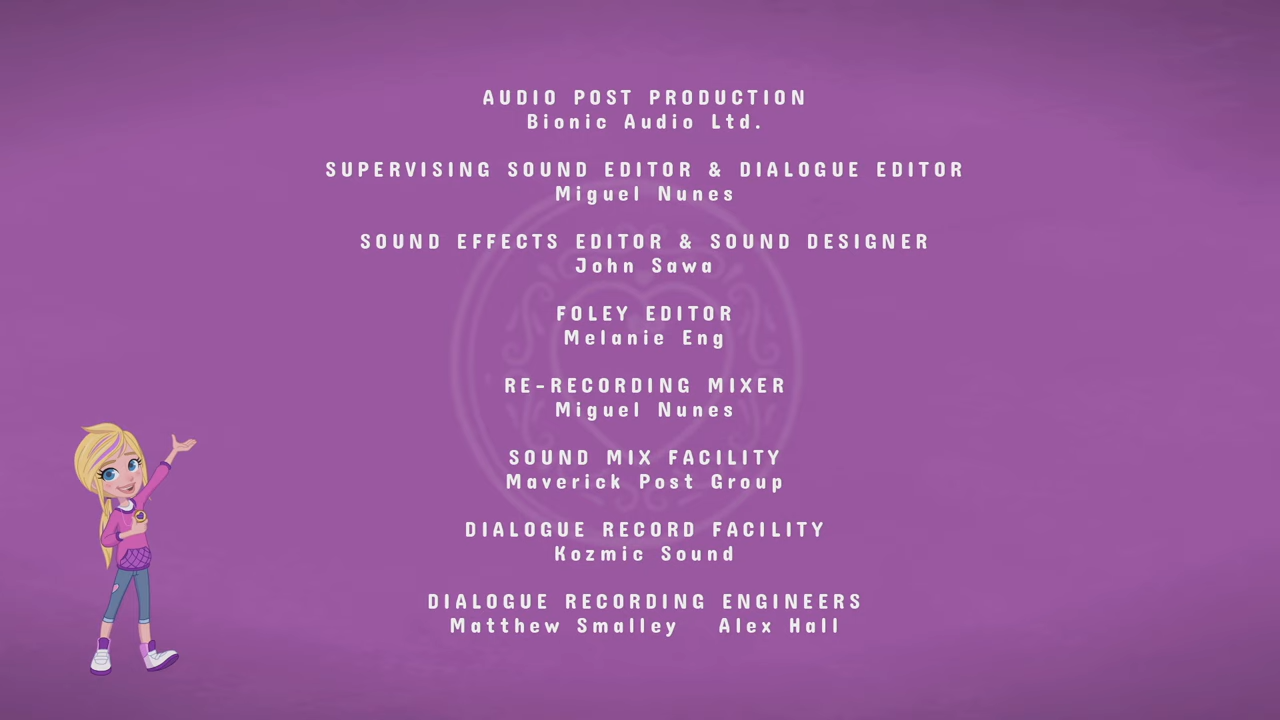 AUDIO POST PRODUCTION
Bionic Audio Ltd.
SUPERVISING SOUND EDITOR & DIALOGUE EDITOR
Miguel Nunes
SOUND EFFECTS EDITOR & SOUND DESIGNER
John Sawa
FOLEY EDITOR
Melanie Eng
RE-RECORDING MIXER
Miguel Nunes
SOUND MIX FACILITY
Maverick Post Group
DIALOGUE RECORD FACILITY
Kozmic Sound
DIALOGUE RECORDING ENGINEERS
Matthew Smalley Alex Hall